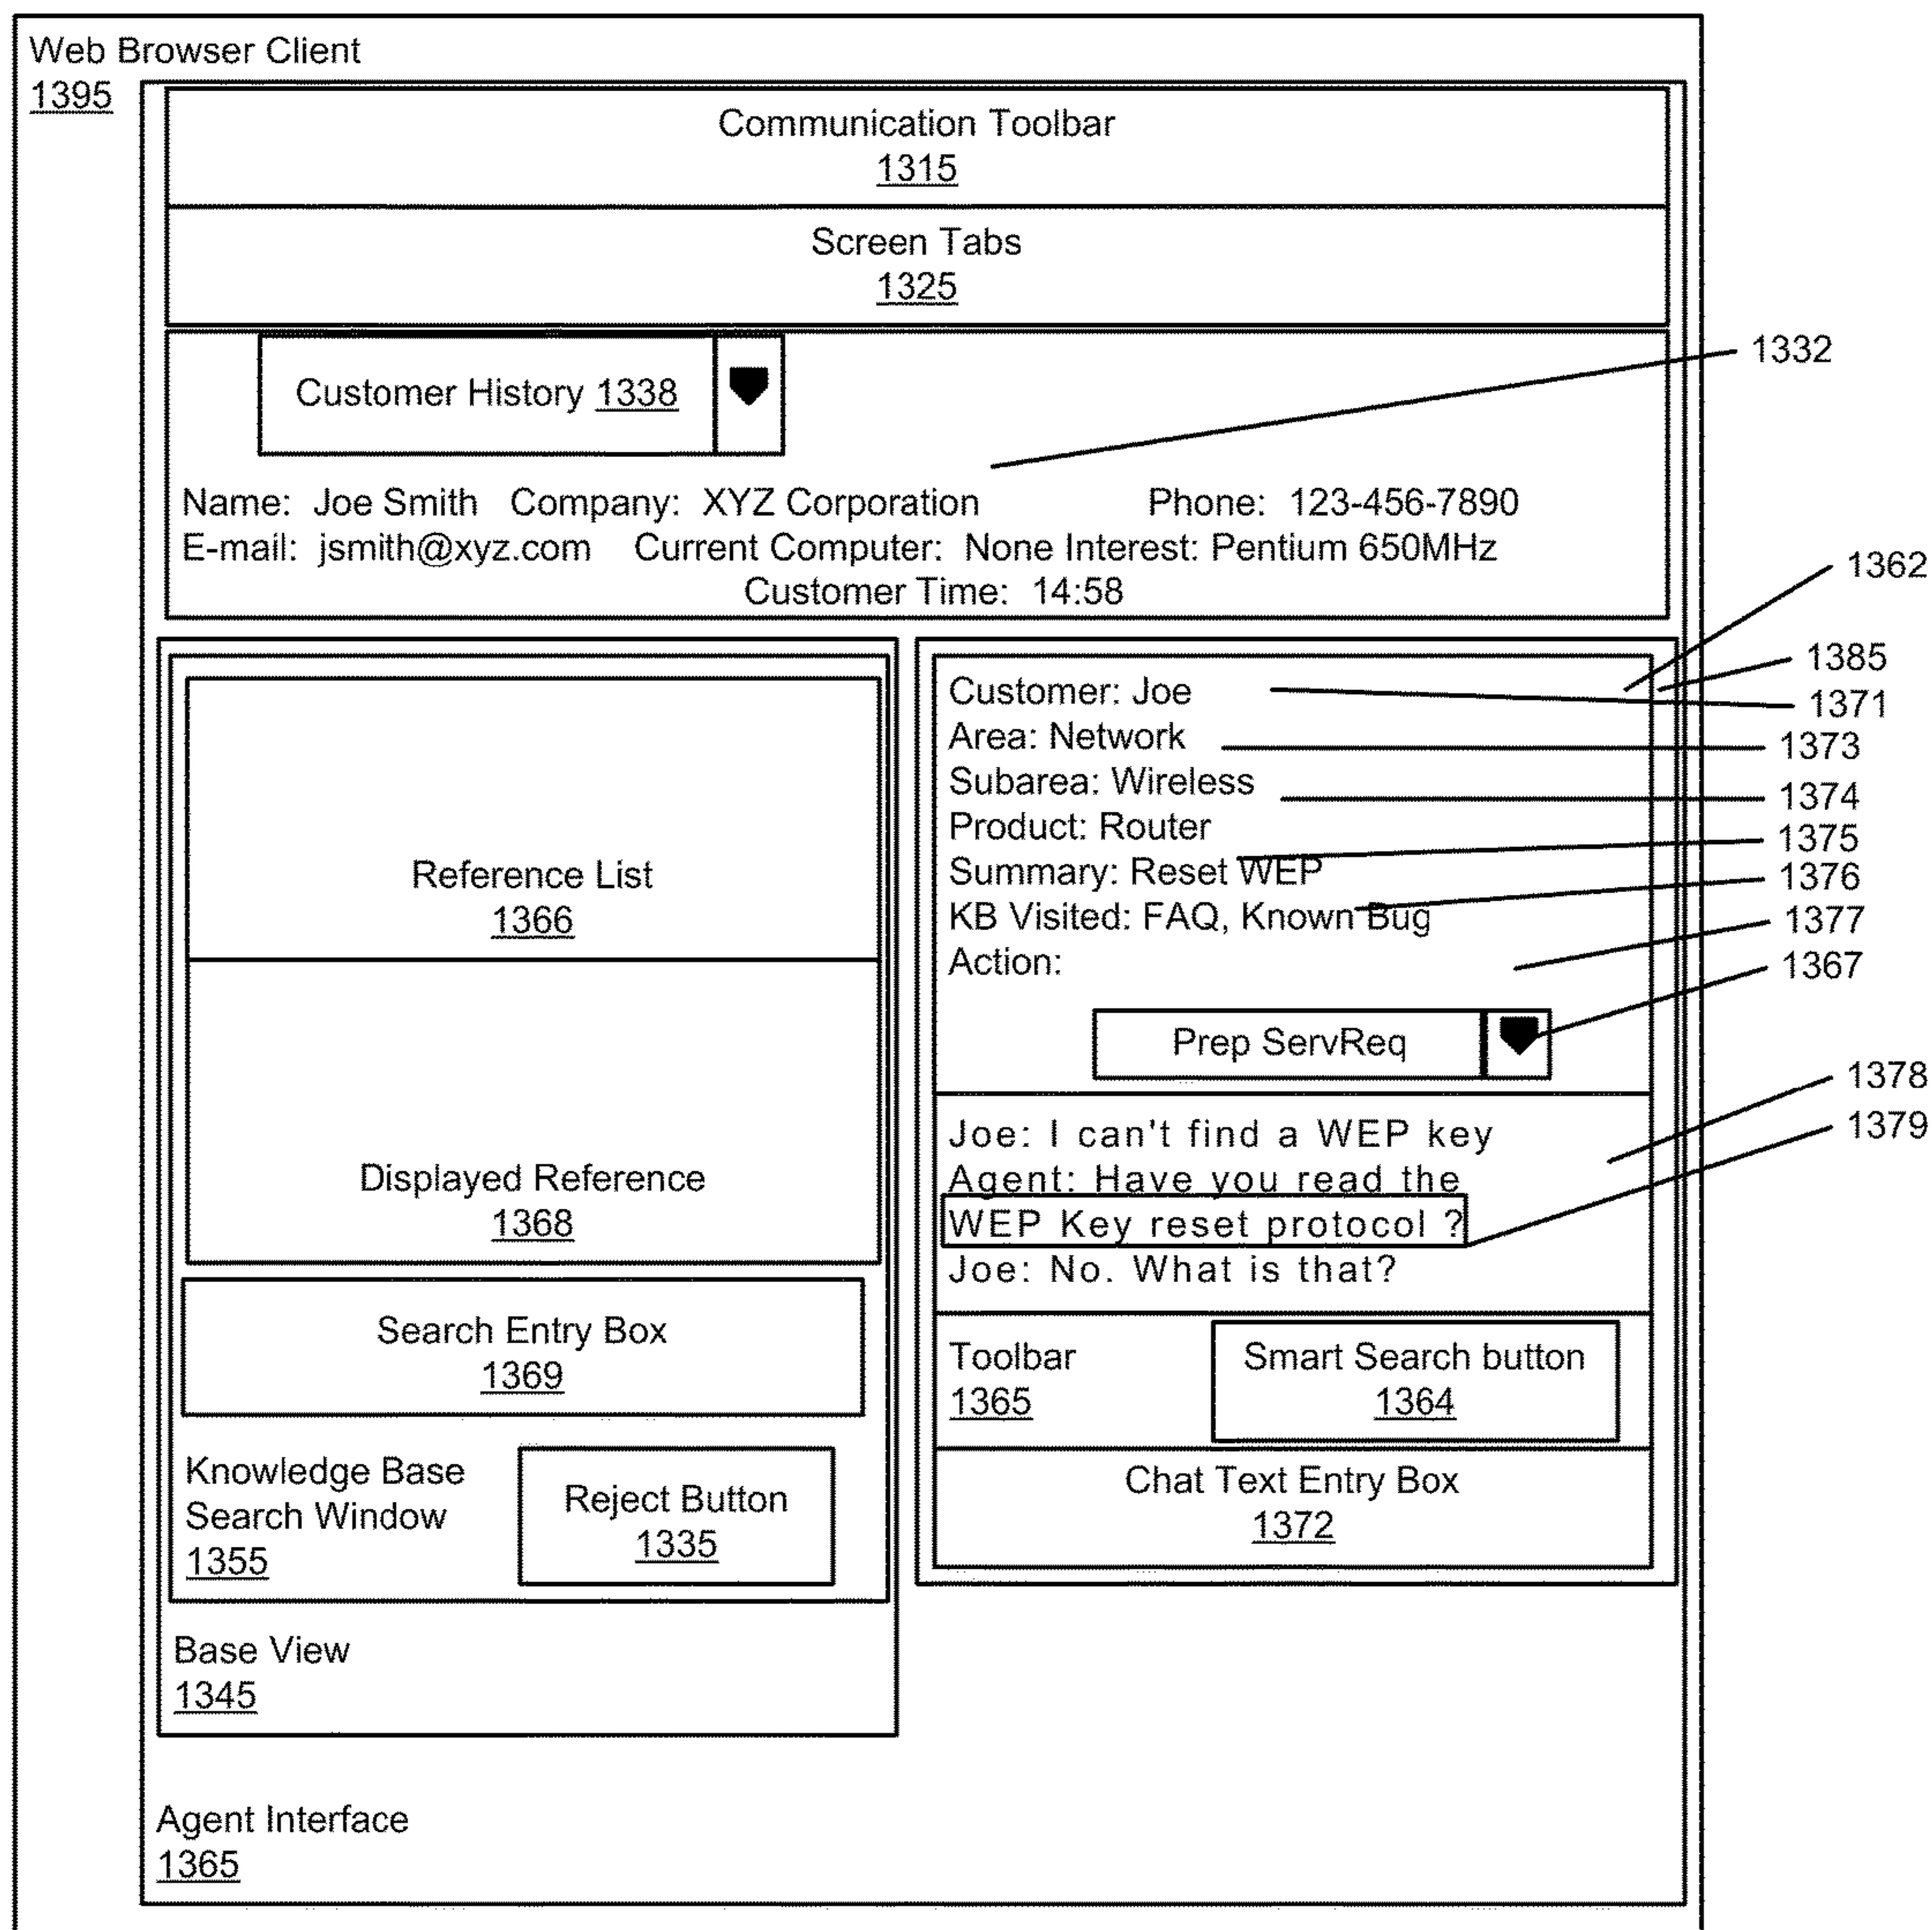 Web Browser Client
1395
Communication Toolbar
1315
Screen Tabs
1325
Customer History 1338
1332
Name: Joe Smith Company: XYZ Corporation Phone: 123-456-7890
E-mail: jsmith@xyz.com Current Computer: None Interest: Pentium 650MHz
Customer Time: 14:58
Reference List
1366
Displayed Reference
1368
Search Entry Box
1369
Knowledge Base
Search Window
1355
Reject Button
1335
Base View
1345
Customer: Joe
Area: Network
Subarea: Wireless
Product: Router
Summary: Reset WEP
KB Visited: FAQ, Known Bug
Action:
Prep ServReq
Joe: I can't find a WEP key
Agent: Have you read the
WEP Key reset protocol ?
Joe: No. What is that?
Toolbar
1365
Smart Search button
1364
Chat Text Entry Box
1372
1362
1385
1371
1373
1374
1375
1376
1377
1367
1378
1379
Agent Interface
1365